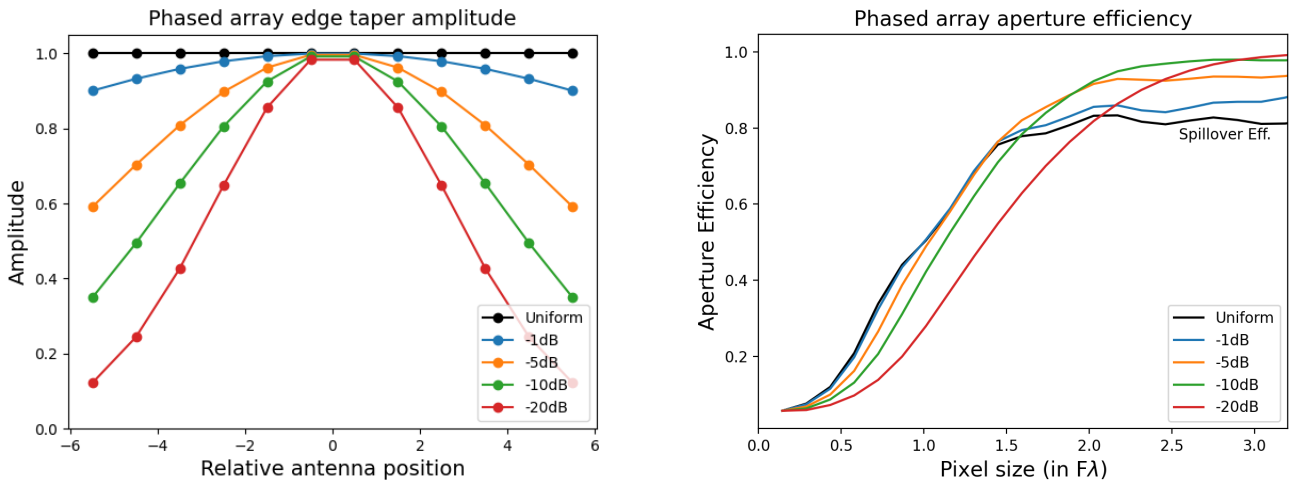 Phased array edge taper amplitude
Amplitude
1.0
0.8
0.6
0.4
0.2
0.0
−6
−4
−2
0
2
4
6
Relative antenna position
Uniform
-1dB
-5dB
-10dB
-20dB
Phased array aperture efficiency
Aperture Efficiency
1.0
0.8
0.6
0.4
0.2
0.0
0.5
1.0
1.5
2.0
2.5
3.0
Pixel size (in Fλ)
Spillover Eff.
Uniform
-1dB
-5dB
-10dB
-20dB